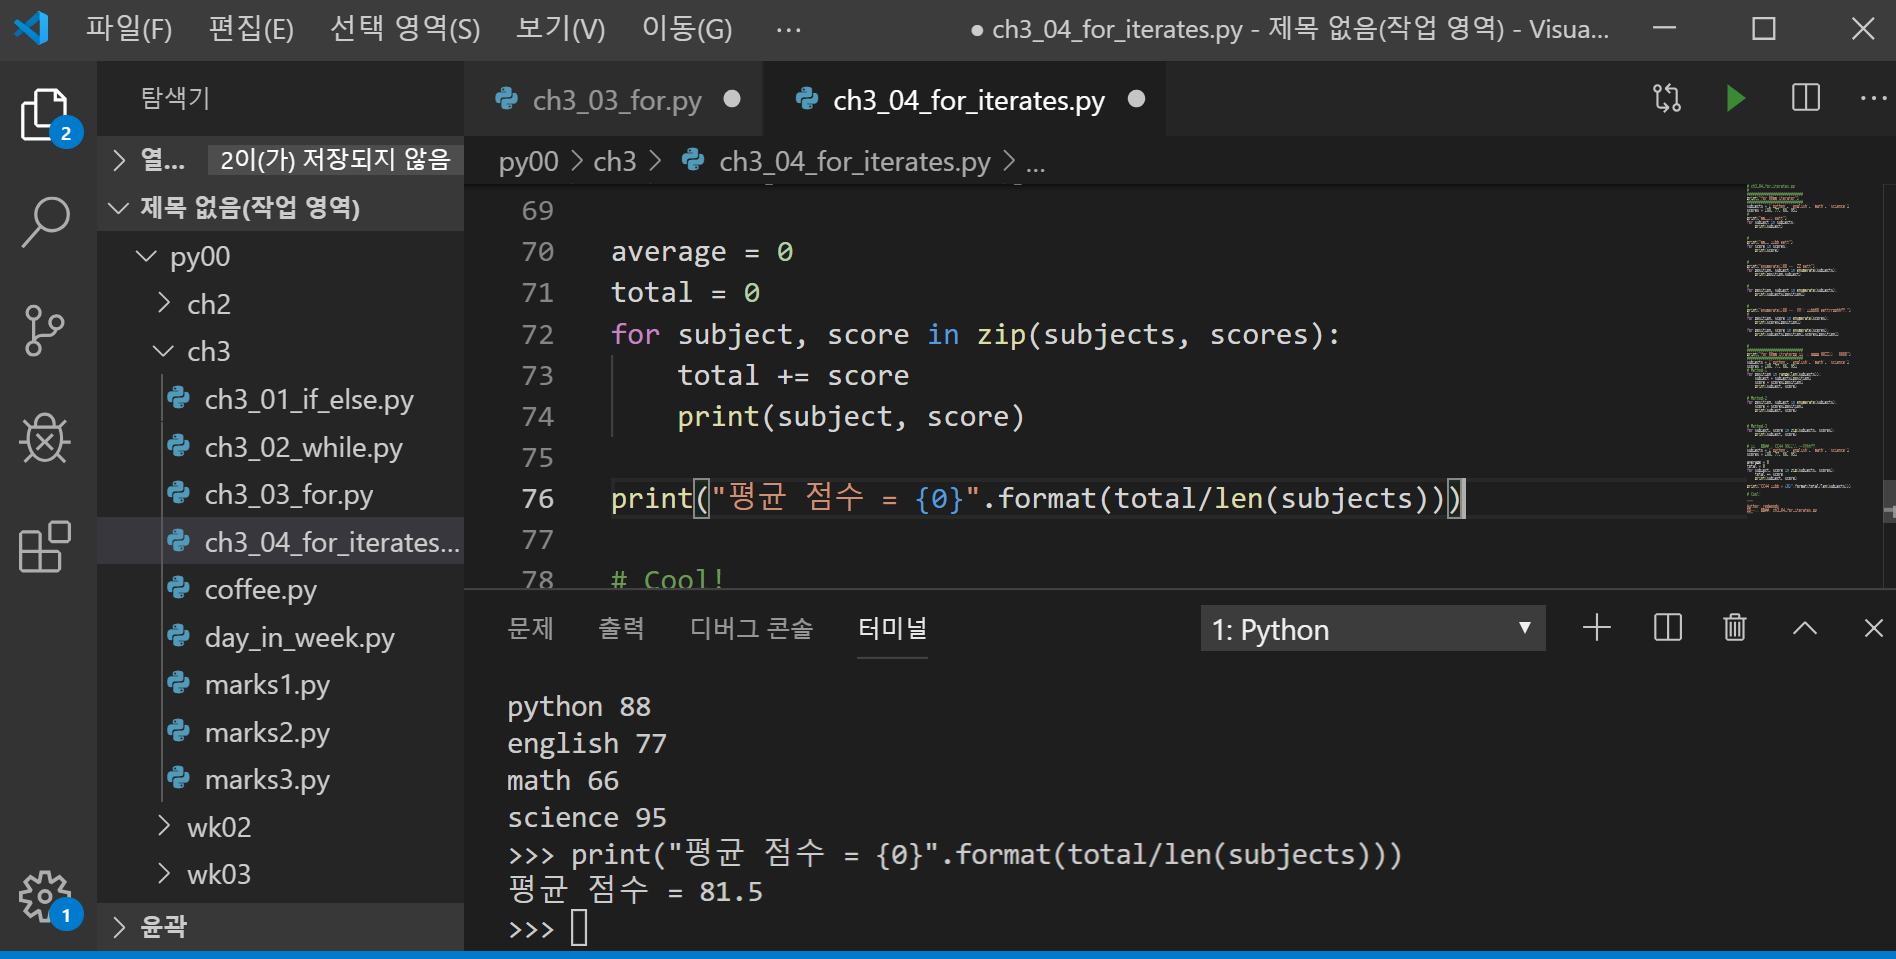 파일(F) 편집(E) 선택 영역(S) 보기(V) 이동(G) ... ● ch3_04_for_iterates.py - 제목 없음(작업 영역) - Visua...
탐색기
2
열... 2이(가) 저장되지 않음
제목 없음(작업 영역)
py00
ch2
ch3
ch3_01_if_else.py
ch3_02_while.py
ch3_03_for.py
ch3_04_for_iterates...
coffee.py
day_in_week.py
marks1.py
marks2.py
marks3.py
wk02
wk03
윤곽
1
ch3_03_for.py ● ch3_04_for_iterates.py ●
py00 > ch3 > ch3_04_for_iterates.py > ...
69
70 average = 0
71 total = 0
72 for subject, score in zip(subjects, scores):
73 total += score
74 print(subject, score)
75
76 print("평균 점수 = {0}".format(total/len(subjects)))
77
78 # Cool!
문제 출력 디버그 콘솔 터미널 1: Python
python 88
english 77
math 66
science 95
>>> print("평균 점수 = {0}".format(total/len(subjects)))
평균 점수 = 81.5
>>>